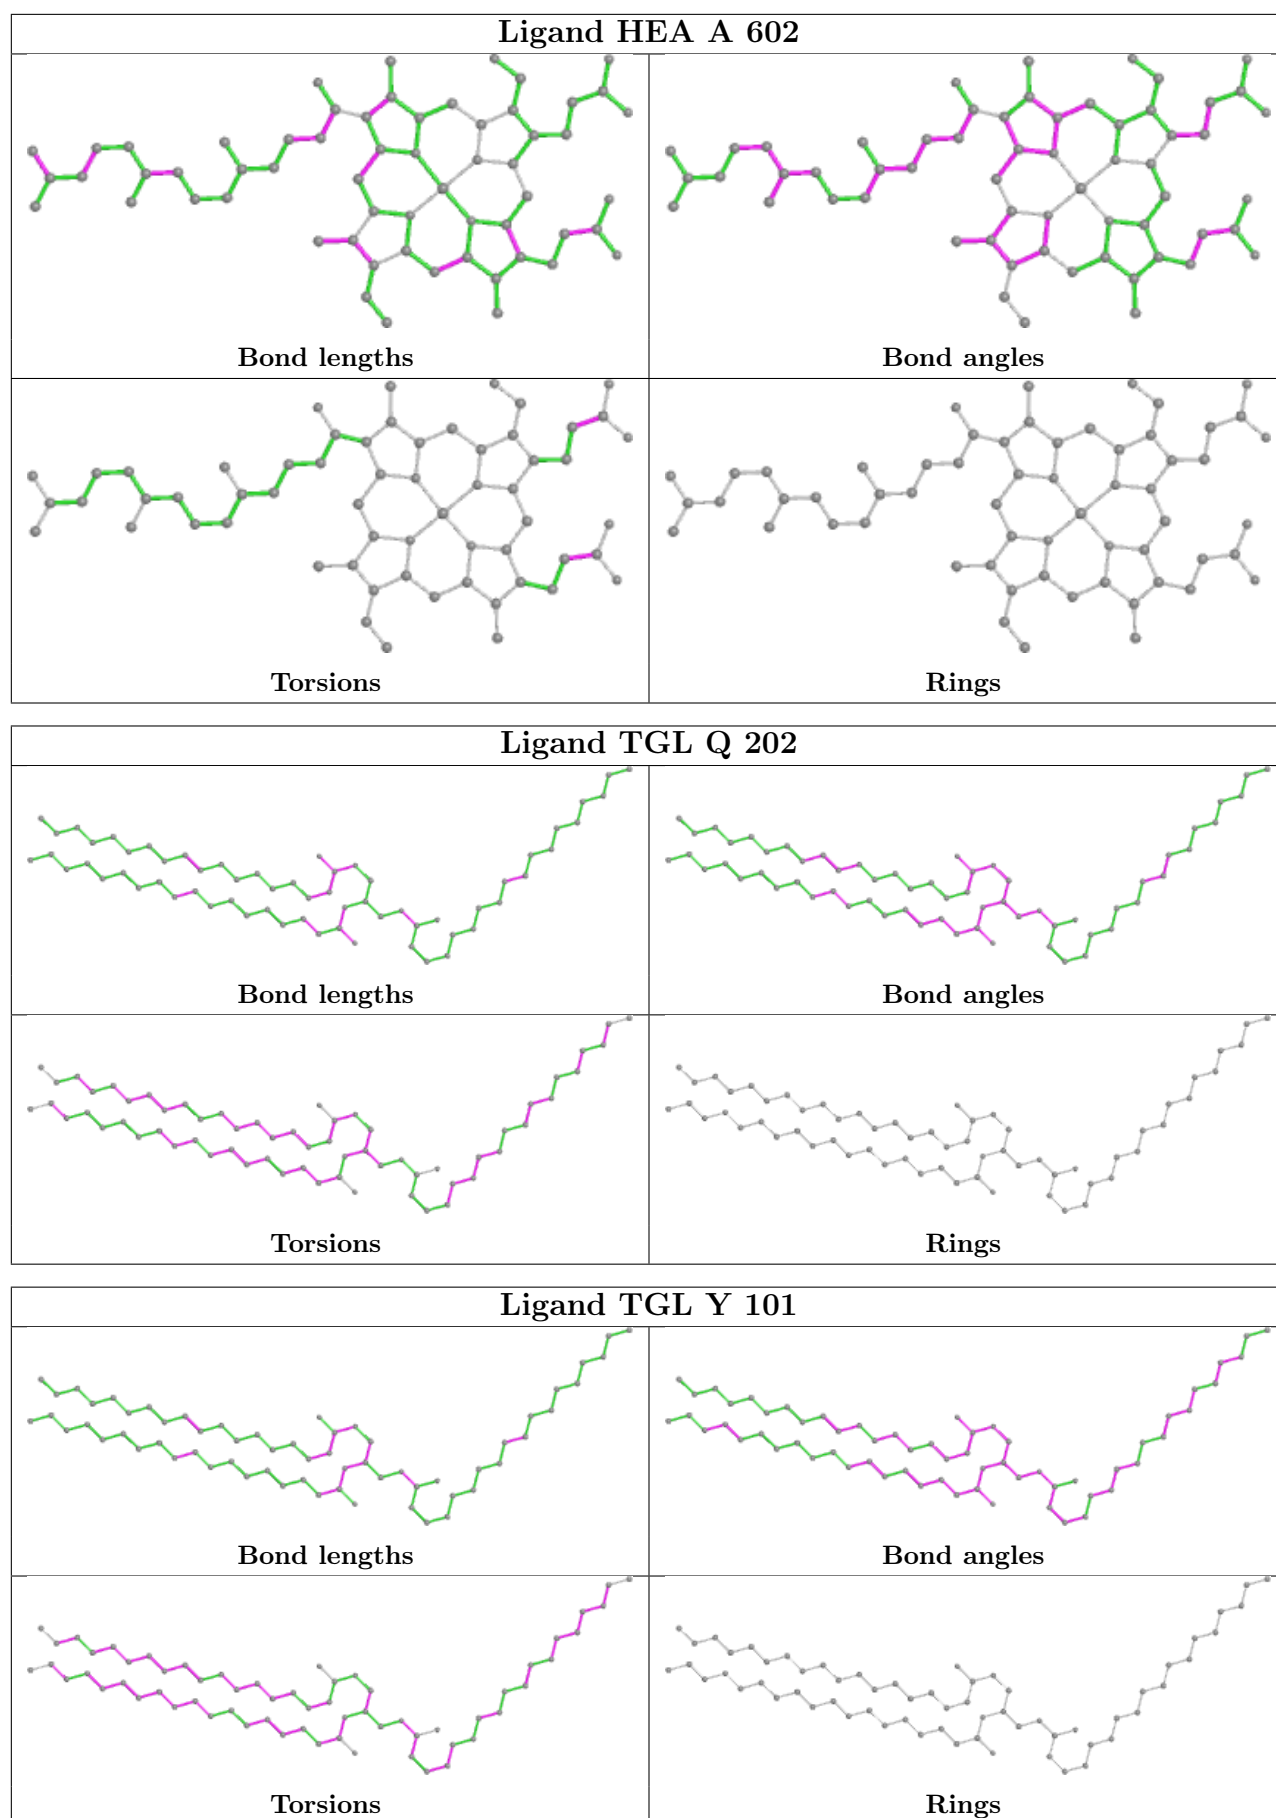 Ligand HEA A 602
Bond lengths
Bond angles
Torsions
Rings
Ligand TGL Q 202
Bond lengths
Bond angles
Torsions
Rings
Ligand TGL Y 101
Bond lengths
Bond angles
Torsions
Rings